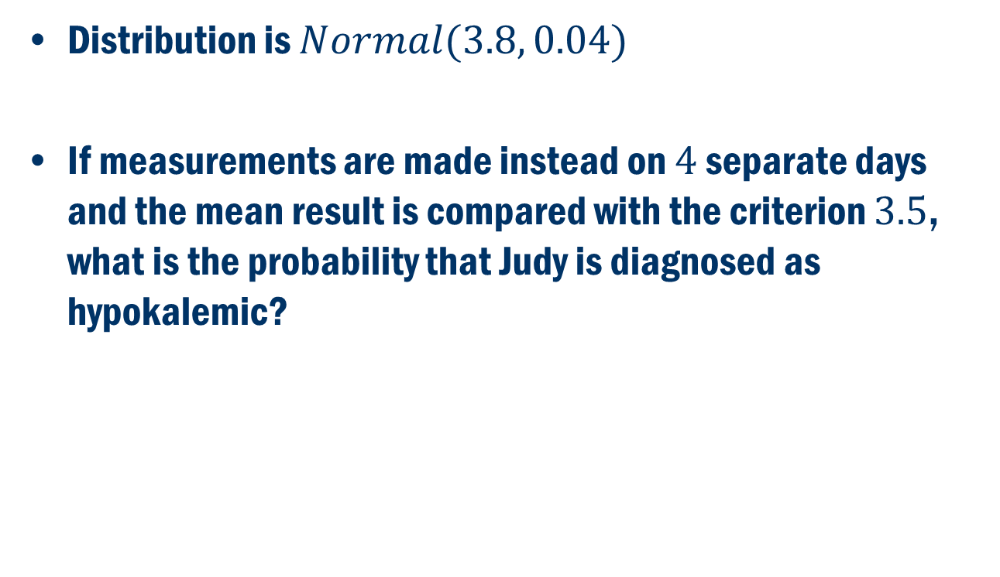 • Distribution is Normal(3.8, 0.04)
• If measurements are made instead on 4 separate days
and the mean result is compared with the criterion 3.5,
what is the probability that Judy is diagnosed as
hypokalemic?